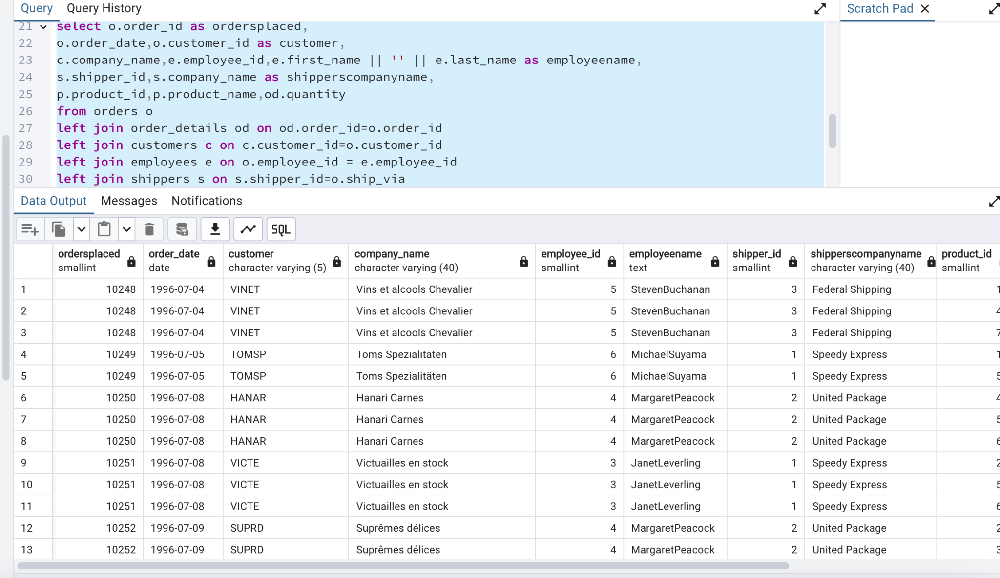 Query Query History Scratch Pad
21 select o.order_id as ordersplaced,
22 o.order_date,o.customer_id as customer,
23 c.company_name,e.employee_id,e.first_name || '' || e.last_name as employeename,
24 s.shipper_id,s.company_name as shipperscompanyname,
25 p.product_id,p.product_name,od.quantity
26 from orders o
27 left join order_details od on od.order_id=o.order_id
28 left join customers c on c.customer_id=o.customer_id
29 left join employees e on o.employee_id = e.employee_id
30 left join shippers s on s.shipper_id=o.ship_via
Data Output Messages Notifications
SQL
ordersplaced order_date customer company_name employee_id employeename shipper_id shipperscompanyname product_id
smallint date character varying (5) character varying (40) smallint text smallint character varying (40) smallint
1 10248 1996-07-04 VINET Vins et alcools Chevalier 5 StevenBuchanan 3 Federal Shipping 1
2 10248 1996-07-04 VINET Vins et alcools Chevalier 5 StevenBuchanan 3 Federal Shipping 4
3 10248 1996-07-04 VINET Vins et alcools Chevalier 5 StevenBuchanan 3 Federal Shipping 7
4 10249 1996-07-05 TOMSP Toms Spezialitäten 6 MichaelSuyama 1 Speedy Express 1
5 10249 1996-07-05 TOMSP Toms Spezialitäten 6 MichaelSuyama 1 Speedy Express 5
6 10250 1996-07-08 HANAR Hanari Carnes 4 MargaretPeacock 2 United Package 4
7 10250 1996-07-08 HANAR Hanari Carnes 4 MargaretPeacock 2 United Package 5
8 10250 1996-07-08 HANAR Hanari Carnes 4 MargaretPeacock 2 United Package 6
9 10251 1996-07-08 VICTE Victuailles en stock 3 JanetLeverling 1 Speedy Express 2
10 10251 1996-07-08 VICTE Victuailles en stock 3 JanetLeverling 1 Speedy Express 5
11 10251 1996-07-08 VICTE Victuailles en stock 3 JanetLeverling 1 Speedy Express 6
12 10252 1996-07-09 SUPRD Suprêmes délices 4 MargaretPeacock 2 United Package 2
13 10252 1996-07-09 SUPRD Suprêmes délices 4 MargaretPeacock 2 United Package 3